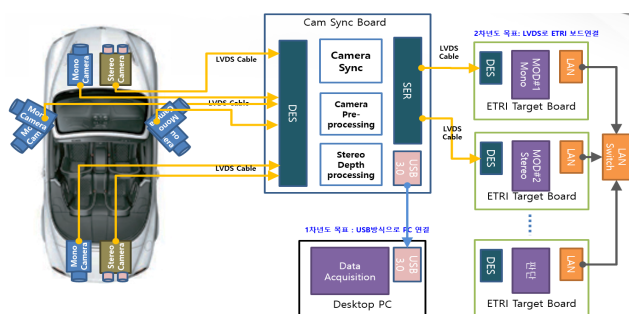 Cam Sync Board
2차년도 목표: LVDS로 ETRI 보드연결
Mono Camera
Stereo Camera
LVDS Cable
Camera Sync
DES
SER
Camera Pre-processing
Stereo Depth processing
USB 3.0
LVDS Cable
LVDS Cable
Mono Camera
Mono
LVDS Cable
Mono Camera
Stereo Camera
LVDS Cable
LVDS Cable
DES
MOD#1 Mono
LAN
ETRI Target Board
DES
MOD#2 Stereo
LAN
ETRI Target Board
LAN Switch
DES
판단
LAN
ETRI Target Board
1차년도 목표 : USB방식으로 PC 연결
Data Acquisition
USB 3.0
Desktop PC